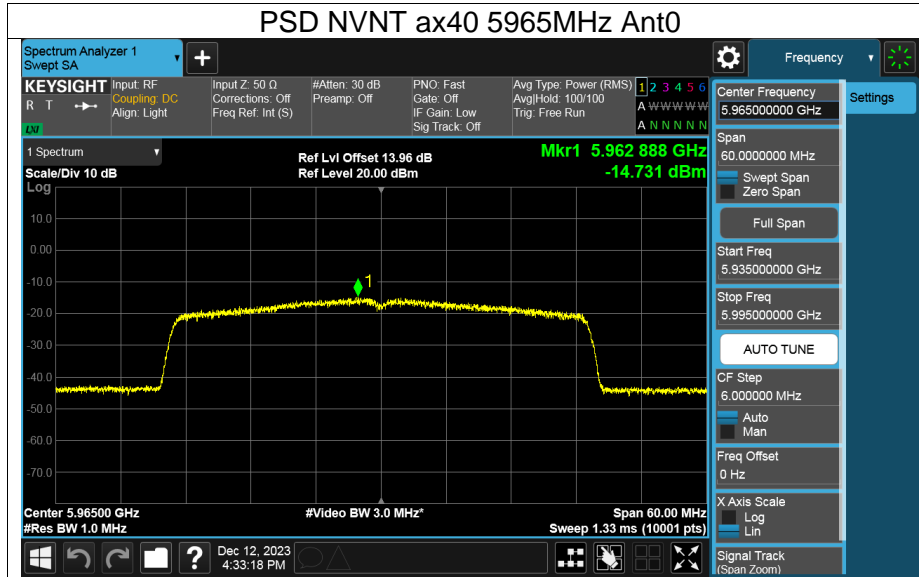 PSD NVNT ax40 5965MHz Ant0
Spectrum Analyzer 1
Swept SA
+
Frequency
KEYSIGHT
R T
LXI
Input: RF
Coupling: DC
Align: Light
Input Z: 50 Ω
Corrections: Off
Freq Ref: Int (S)
#Atten: 30 dB
Preamp: Off
PNO: Fast
Gate: Off
IF Gain: Low
Sig Track: Off
Avg Type: Power (RMS)
Avg|Hold: 100/100
Trig: Free Run
1 2 3 4 5 6
A W W W W W
A N N N N N
Center Frequency
5.965000000 GHz
Settings
Span
60.0000000 MHz
Swept Span
Zero Span
Full Span
Start Freq
5.935000000 GHz
Stop Freq
5.995000000 GHz
AUTO TUNE
CF Step
6.000000 MHz
Auto
Man
Freq Offset
0 Hz
X Axis Scale
Log
Lin
Signal Track
(Span Zoom)
1 Spectrum
Scale/Div 10 dB
Ref Lvl Offset 13.96 dB
Ref Level 20.00 dBm
Mkr1 5.962 888 GHz
-14.731 dBm
Log
10.0
0.00
-10.0
-20.0
-30.0
-40.0
-50.0
-60.0
-70.0
1
Center 5.96500 GHz
#Res BW 1.0 MHz
#Video BW 3.0 MHz*
Span 60.00 MHz
Sweep 1.33 ms (10001 pts)
?
Dec 12, 2023
4:33:18 PM